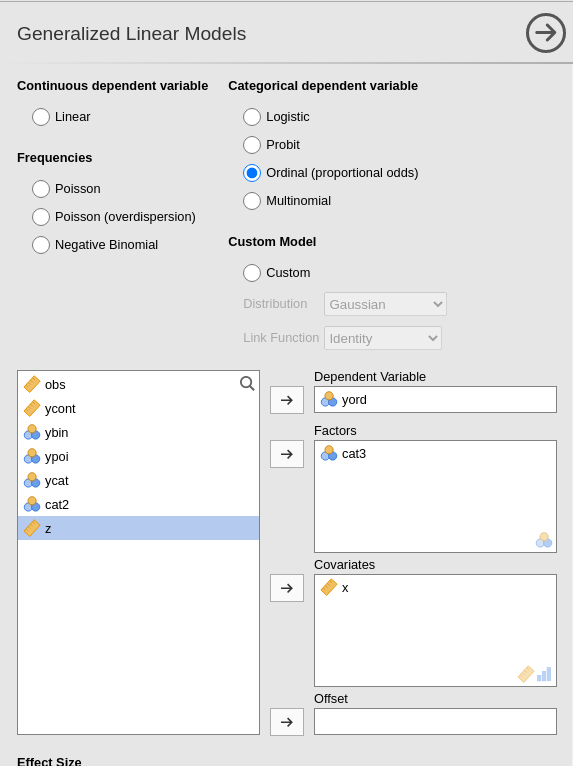 Generalized Linear Models
Continuous dependent variable
Linear
Frequencies
Poisson
Poisson (overdispersion)
Negative Binomial
Categorical dependent variable
Logistic
Probit
Ordinal (proportional odds)
Multinomial
Custom Model
Custom
Distribution Gaussian
Link Function Identity
obs
ycont
ybin
ypoi
ycat
cat2
z
Dependent Variable
yord
Factors
cat3
Covariates
x
Offset
Effect Size